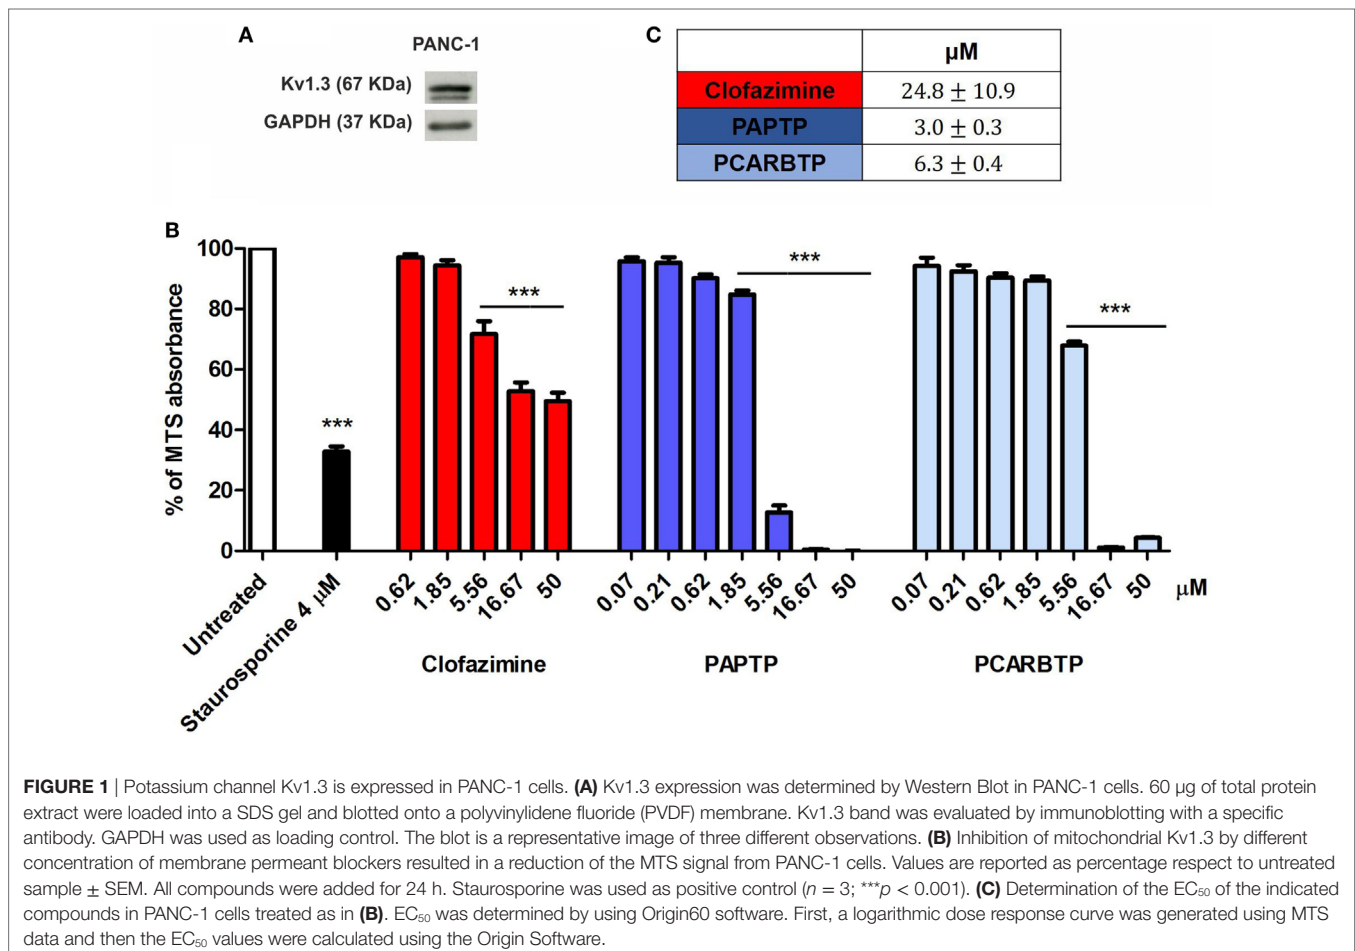 A
PANC-1
Kv1.3 (67 KDa)
GAPDH (37 KDa)
C
μM
Clofazimine 24.8 ± 10.9
PAPTP 3.0 ± 0.3
PCARBTP 6.3 ± 0.4
B
% of MTS absorbance
100
80
60
40
20
0
***
***
***
***
Untreated
Staurosporine 4 μM
0.62 1.85 5.56 16.67 50
0.07 0.21 0.62 1.85 5.56 16.67 50
0.07 0.21 0.62 1.85 5.56 16.67 50
μM
Clofazimine
PAPTP
PCARBTP
FIGURE 1 | Potassium channel Kv1.3 is expressed in PANC-1 cells. (A) Kv1.3 expression was determined by Western Blot in PANC-1 cells. 60 μg of total protein
extract were loaded into a SDS gel and blotted onto a polyvinylidene fluoride (PVDF) membrane. Kv1.3 band was evaluated by immunoblotting with a specific
antibody. GAPDH was used as loading control. The blot is a representative image of three different observations. (B) Inhibition of mitochondrial Kv1.3 by different
concentration of membrane permeant blockers resulted in a reduction of the MTS signal from PANC-1 cells. Values are reported as percentage respect to untreated
sample ± SEM. All compounds were added for 24 h. Staurosporine was used as positive control (n = 3; ***p < 0.001). (C) Determination of the EC₅₀ of the indicated
compounds in PANC-1 cells treated as in (B). EC₅₀ was determined by using Origin60 software. First, a logarithmic dose response curve was generated using MTS
data and then the EC₅₀ values were calculated using the Origin Software.